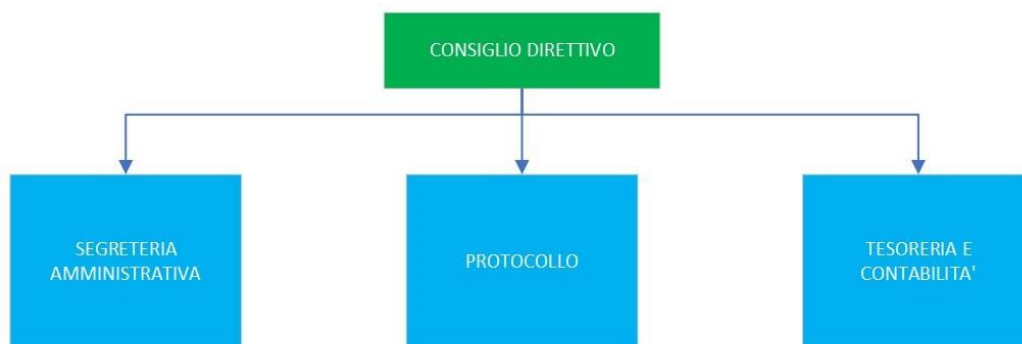 CONSIGLIO DIRETTIVO
SEGRETERIA
AMMINISTRATIVA
PROTOCOLLO
TESORERIA E
CONTABILITA'